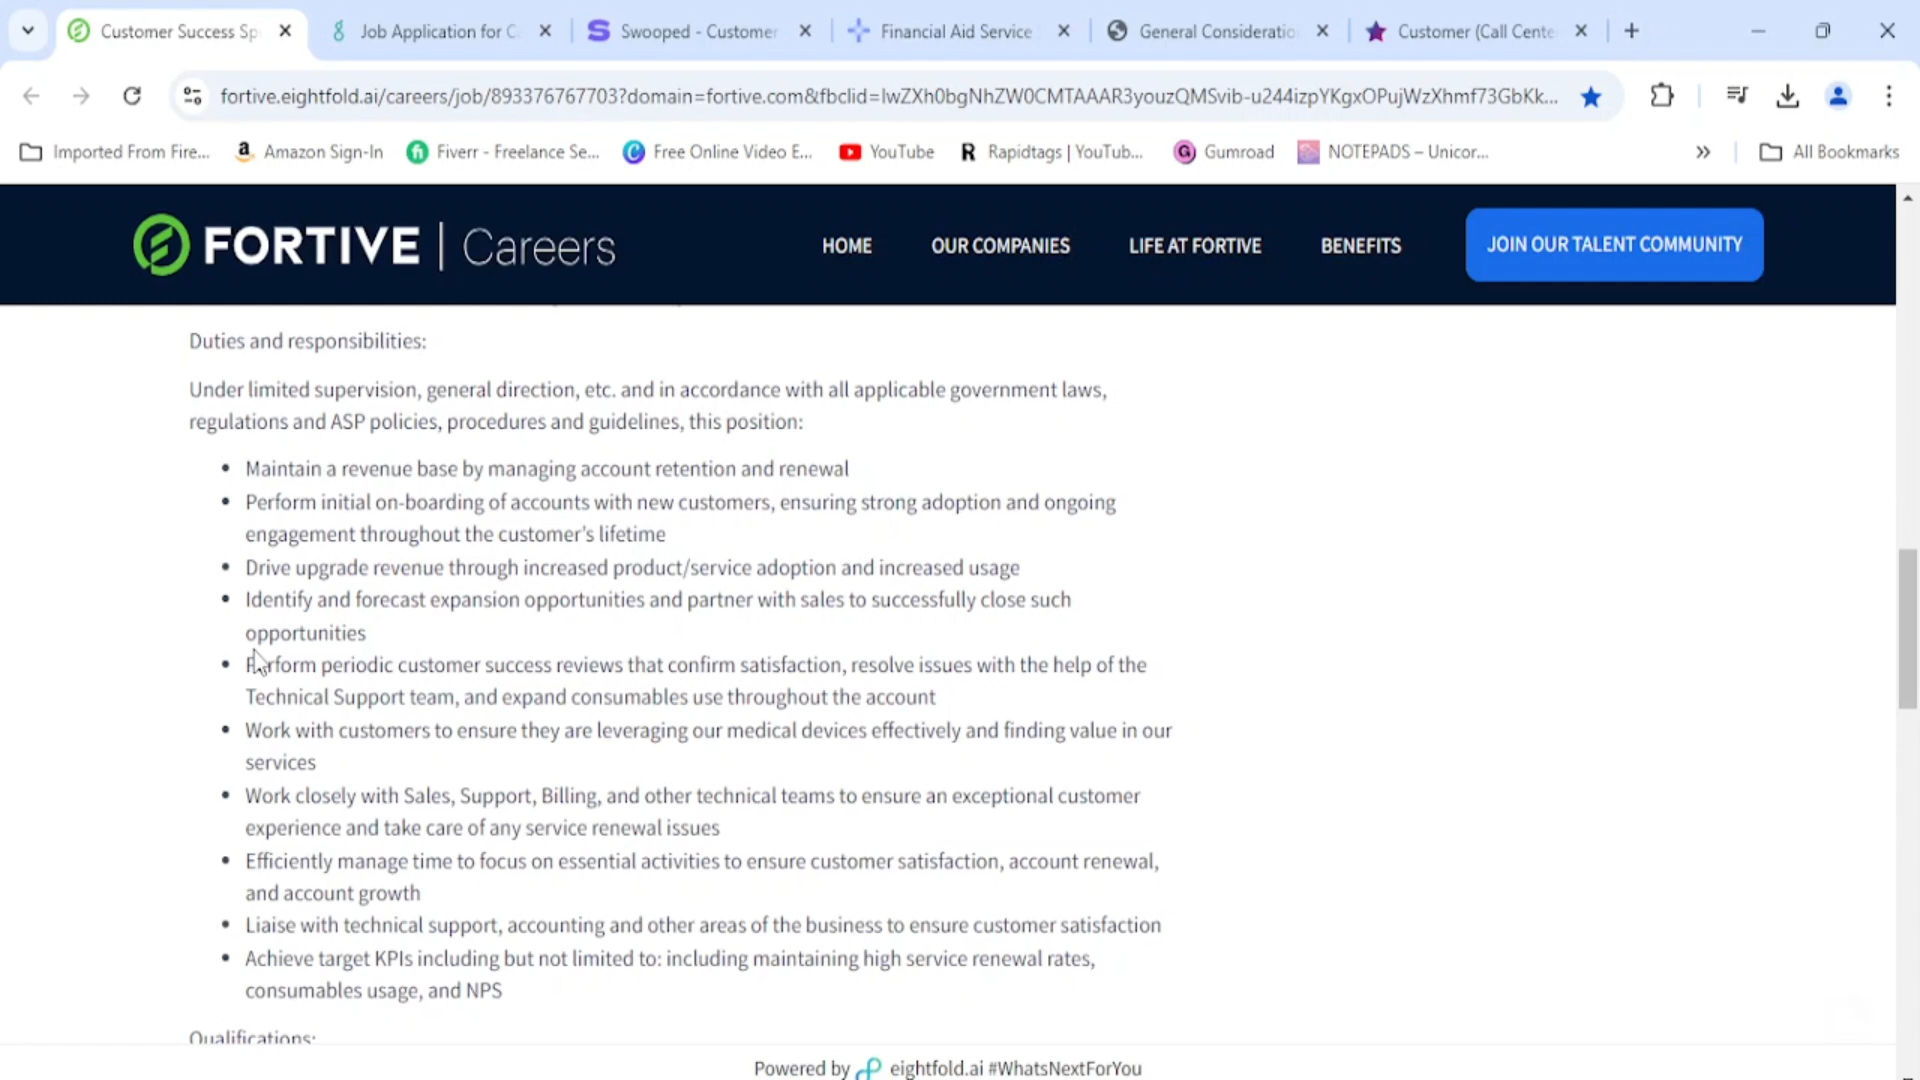 Customer Success Sp
Job Application for C
Swooped - Customer
Financial Aid Service
General Consideratio
Customer (Call Cente
fortive.eightfold.ai/careers/job/893376767703?domain=fortive.com&fbclid=IwZXh0bgNhZW0CMTAAAR3youzQMSvib-u244izpYKgxOPujWzXhmf73GbKk...
Imported From Fire...
Amazon Sign-In
Fiverr - Freelance Se...
Free Online Video E...
YouTube
Rapidtags | YouTub...
Gumroad
NOTEPADS – Unicor...
All Bookmarks
FORTIVE | Careers
HOME
OUR COMPANIES
LIFE AT FORTIVE
BENEFITS
JOIN OUR TALENT COMMUNITY
Duties and responsibilities:
Under limited supervision, general direction, etc. and in accordance with all applicable government laws,
regulations and ASP policies, procedures and guidelines, this position:
• Maintain a revenue base by managing account retention and renewal
• Perform initial on-boarding of accounts with new customers, ensuring strong adoption and ongoing
engagement throughout the customer's lifetime
• Drive upgrade revenue through increased product/service adoption and increased usage
• Identify and forecast expansion opportunities and partner with sales to successfully close such
opportunities
• Perform periodic customer success reviews that confirm satisfaction, resolve issues with the help of the
Technical Support team, and expand consumables use throughout the account
• Work with customers to ensure they are leveraging our medical devices effectively and finding value in our
services
• Work closely with Sales, Support, Billing, and other technical teams to ensure an exceptional customer
experience and take care of any service renewal issues
• Efficiently manage time to focus on essential activities to ensure customer satisfaction, account renewal,
and account growth
• Liaise with technical support, accounting and other areas of the business to ensure customer satisfaction
• Achieve target KPIs including but not limited to: including maintaining high service renewal rates,
consumables usage, and NPS
Qualifications:
Powered by eightfold.ai #WhatsNextForYou